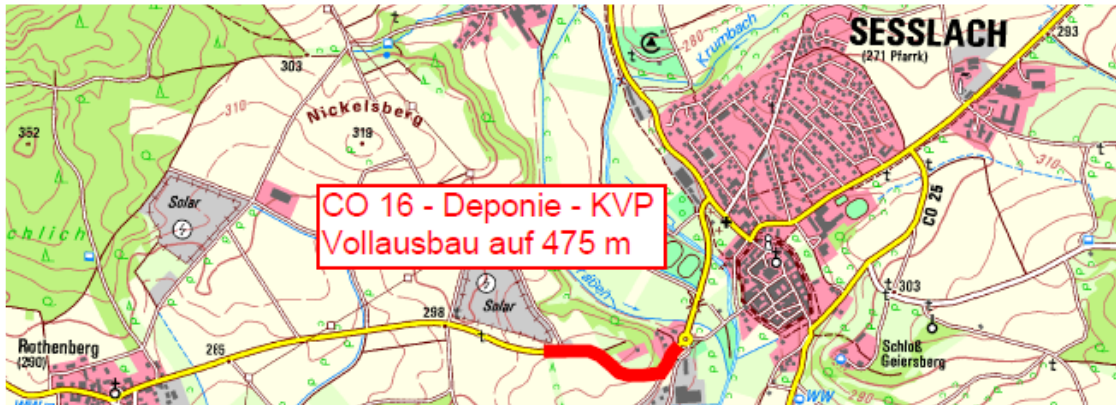 SESSLACH
(271 Pfarrk)
293
280
Krumbach
303
310
Nickelsberg
319
352
310
Solar
CO 16 - Deponie - KVP
Vollausbau auf 475 m
CO 25
303
Solar
298
265
Rothenberg
(290)
Schloß
Geiersberg
WW
290